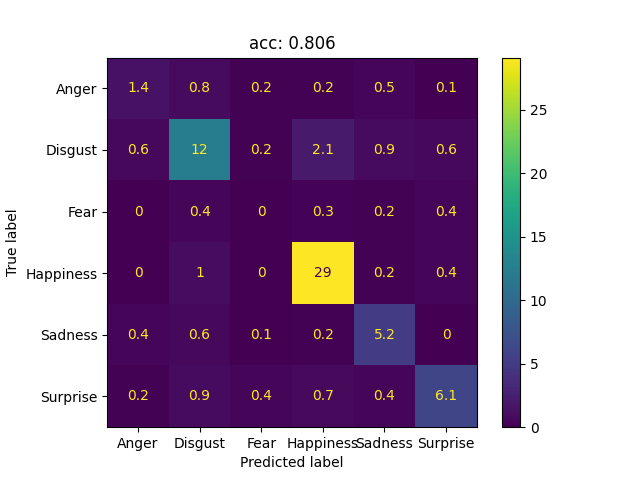 acc: 0.806
Anger 1.4 0.8 0.2 0.2 0.5 0.1
Disgust 0.6 12 0.2 2.1 0.9 0.6
Fear 0 0.4 0 0.3 0.2 0.4
Happiness 0 1 0 29 0.2 0.4
Sadness 0.4 0.6 0.1 0.2 5.2 0
Surprise 0.2 0.9 0.4 0.7 0.4 6.1
Anger Disgust Fear Happiness Sadness Surprise
Predicted label
True label
25
20
15
10
5
0